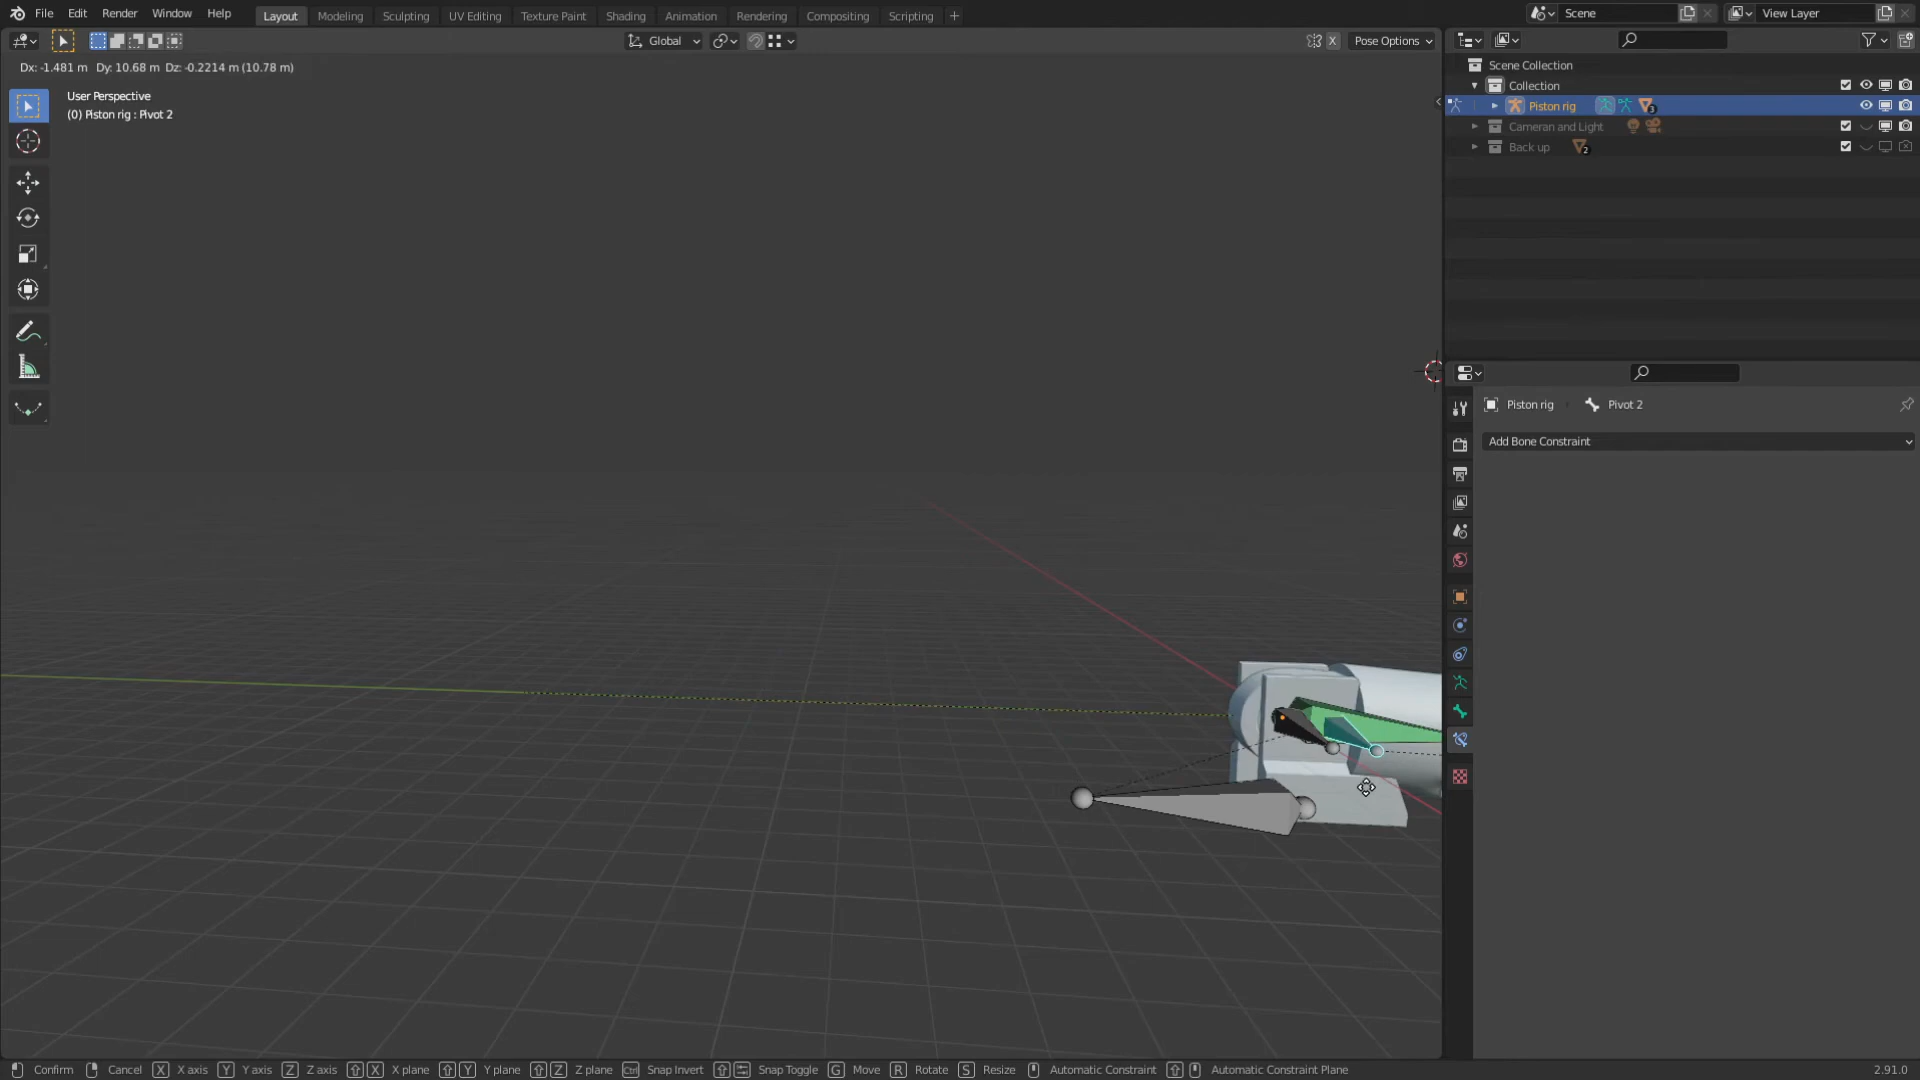 File Edit Render Window Help Layout Modeling Sculpting UV Editing Texture Paint Shading Animation Rendering Compositing Scripting + Scene View Layer
Global X Pose Options
Dx: -1.481 m Dy: 10.68 m Dz: -0.2214 m (10.78 m)
User Perspective
(0) Piston rig : Pivot 2
Scene Collection
Collection
Piston rig 3
Cameran and Light
Back up 2
Piston rig Pivot 2
Add Bone Constraint
Confirm Cancel X X axis Y Y axis Z Z axis X X plane Y Y plane Z Z plane Ctrl Snap Invert Snap Toggle G Move R Rotate S Resize Automatic Constraint Automatic Constraint Plane 2.91.0